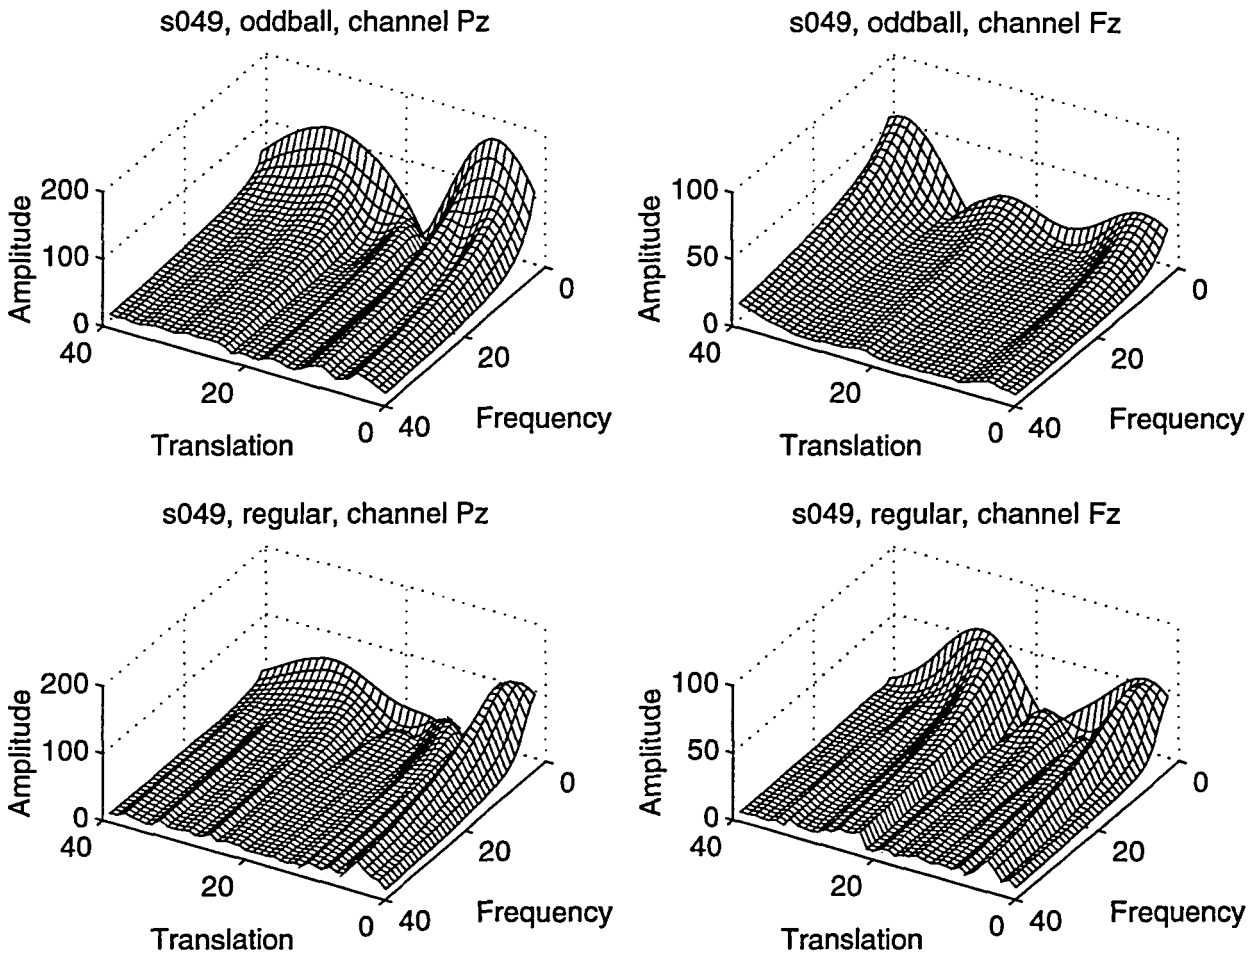 s049, oddball, channel Pz
200
100
0
Amplitude
40
20
0
Translation
0
20
40
Frequency
s049, oddball, channel Fz
100
50
0
Amplitude
40
20
0
Translation
0
20
40
Frequency
s049, regular, channel Pz
200
100
0
Amplitude
40
20
0
Translation
0
20
40
Frequency
s049, regular, channel Fz
100
50
0
Amplitude
40
20
0
Translation
0
20
40
Frequency